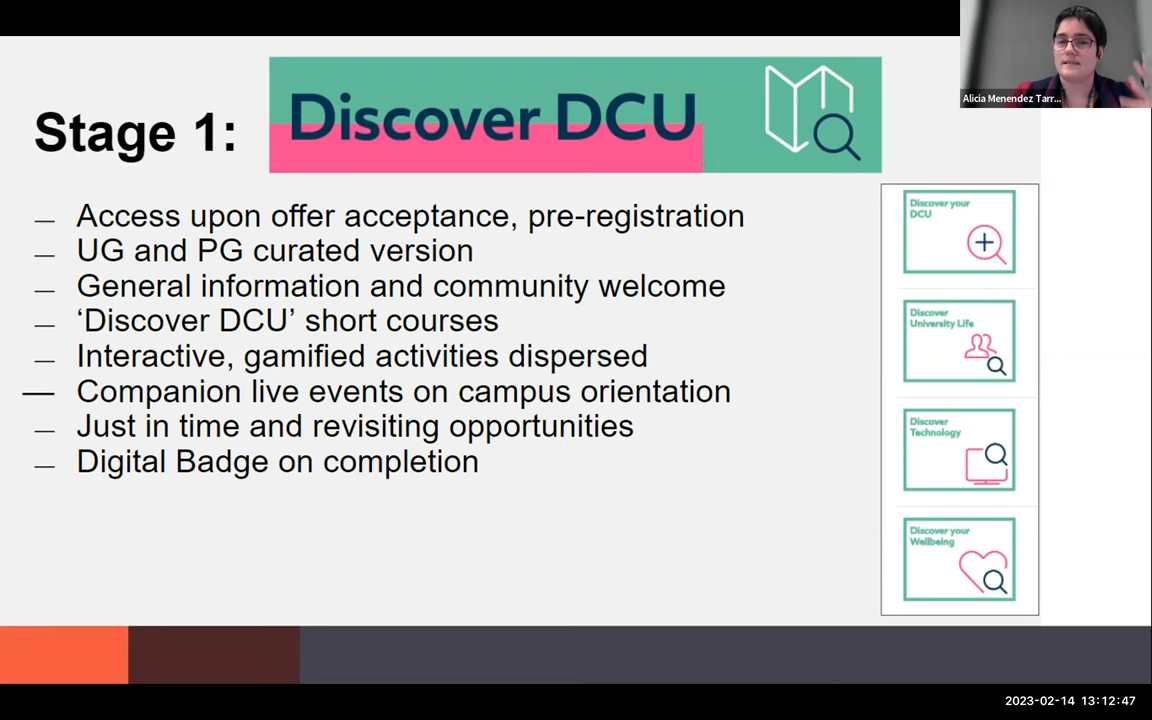 Alicia Menendez Tarr...
Stage 1:
Discover DCU
Access upon offer acceptance, pre-registration
UG and PG curated version
General information and community welcome
‘Discover DCU’ short courses
Interactive, gamified activities dispersed
Companion live events on campus orientation
Just in time and revisiting opportunities
Digital Badge on completion
Discover your
DCU
Discover
University Life
Discover
Technology
Discover your
Wellbeing
2023-02-14 13:12:47